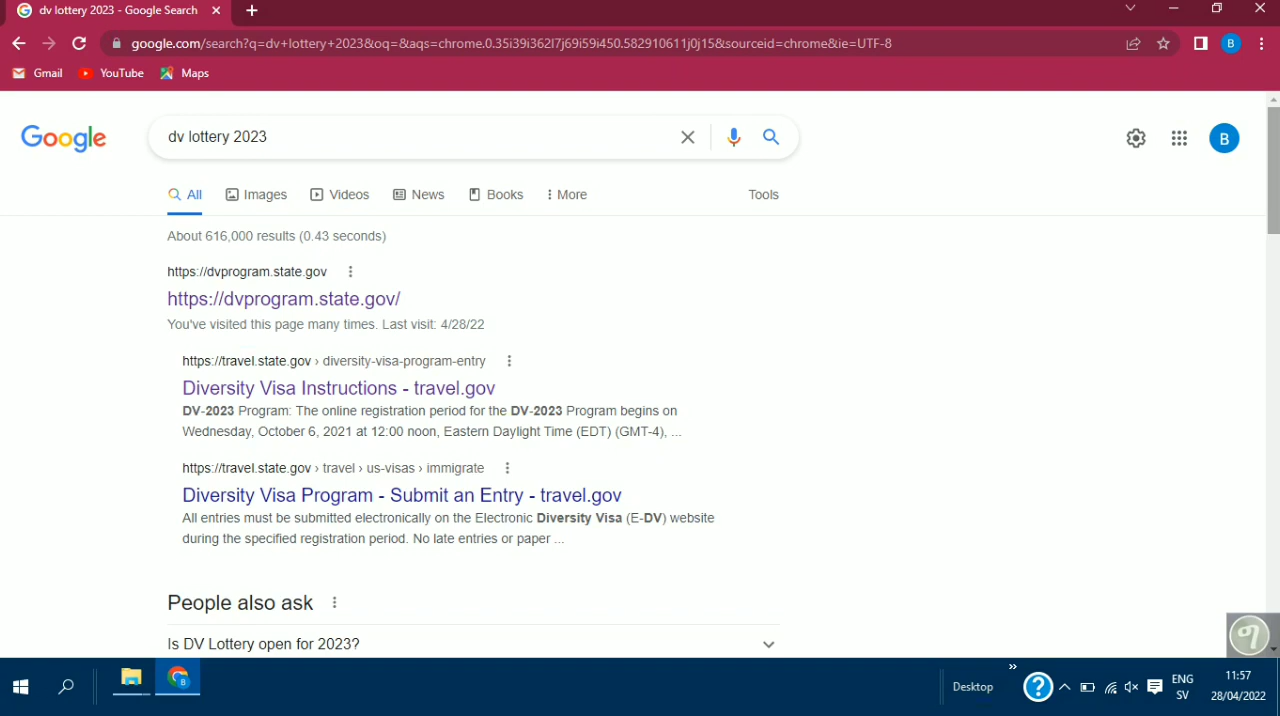 dv lottery 2023 - Google Search
google.com/search?q=dv+lottery+2023&oq=&aqs=chrome.0.35i39i362l7j69i59i450.582910611j0j15&sourceid=chrome&ie=UTF-8
B
Gmail YouTube Maps
Google
dv lottery 2023
B
All Images Videos News Books More Tools
About 616,000 results (0.43 seconds)
https://dvprogram.state.gov
https://dvprogram.state.gov/
You've visited this page many times. Last visit: 4/28/22
https://travel.state.gov › diversity-visa-program-entry
Diversity Visa Instructions - travel.gov
DV-2023 Program: The online registration period for the DV-2023 Program begins on
Wednesday, October 6, 2021 at 12:00 noon, Eastern Daylight Time (EDT) (GMT-4), ...
https://travel.state.gov › travel › us-visas › immigrate
Diversity Visa Program - Submit an Entry - travel.gov
All entries must be submitted electronically on the Electronic Diversity Visa (E-DV) website
during the specified registration period. No late entries or paper ...
People also ask
Is DV Lottery open for 2023?
Desktop
ENG
SV
11:57
28/04/2022